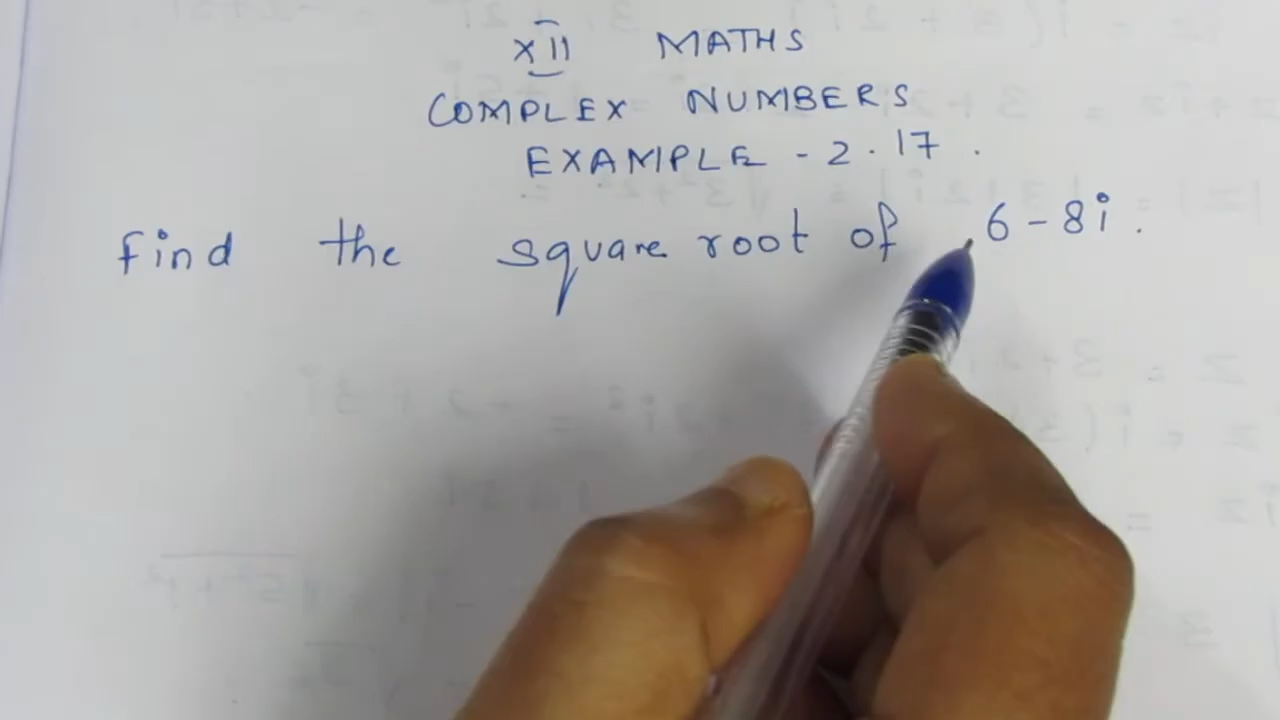 XII MATHS
COMPLEX NUMBERS
EXAMPLE - 2.17.
find the square root of 6-8i.